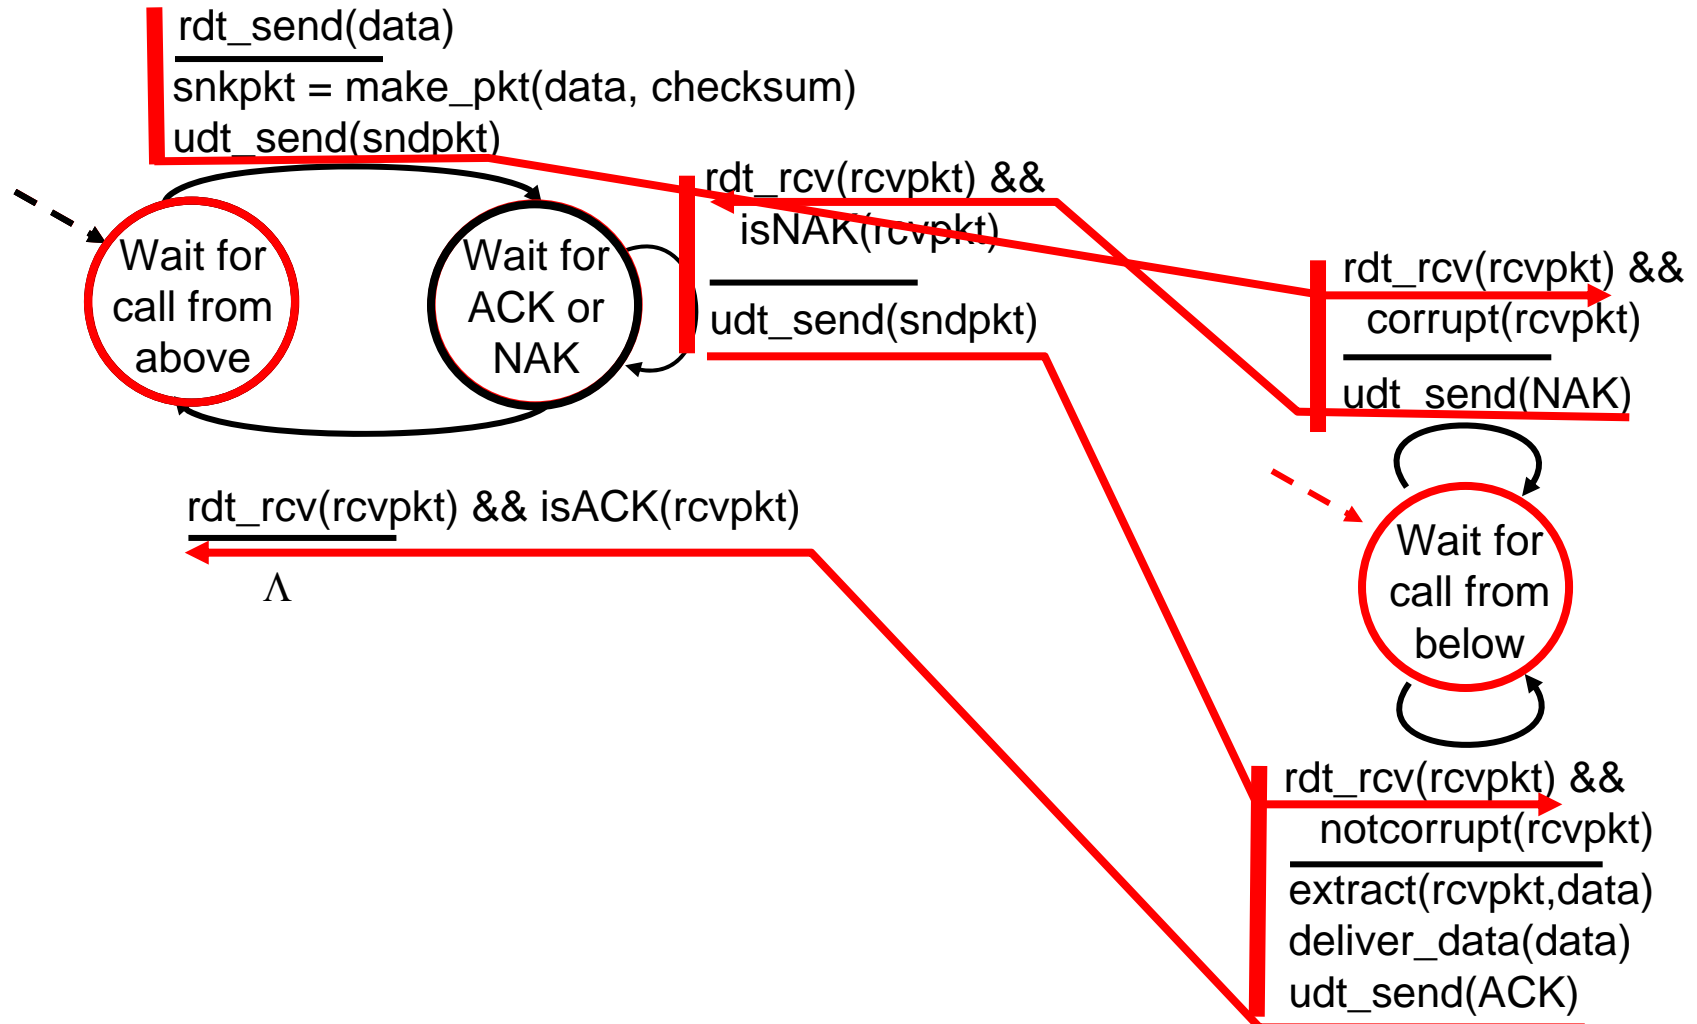 rdt_send(data)
snkpkt = make_pkt(data, checksum)
udt_send(sndpkt)
Wait for
call from
above
Wait for
ACK or
NAK
rdt_rcv(rcvpkt) &&
isNAK(rcvpkt)
udt_send(sndpkt)
rdt_rcv(rcvpkt) && isACK(rcvpkt)
Λ
rdt_rcv(rcvpkt) &&
corrupt(rcvpkt)
udt_send(NAK)
Wait for
call from
below
rdt_rcv(rcvpkt) &&
notcorrupt(rcvpkt)
extract(rcvpkt,data)
deliver_data(data)
udt_send(ACK)